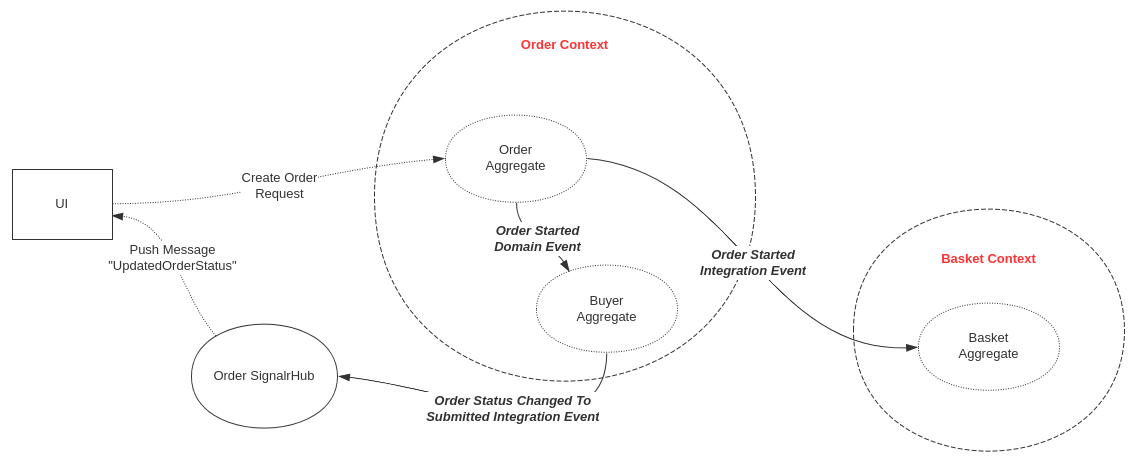 Order Context
Order
Aggregate
Create Order
Request
UI
Order Started
Domain Event
Push Message
"UpdatedOrderStatus"
Order Started
Integration Event
Basket Context
Buyer
Aggregate
Basket
Aggregate
Order SignalrHub
Order Status Changed To
Submitted Integration Event